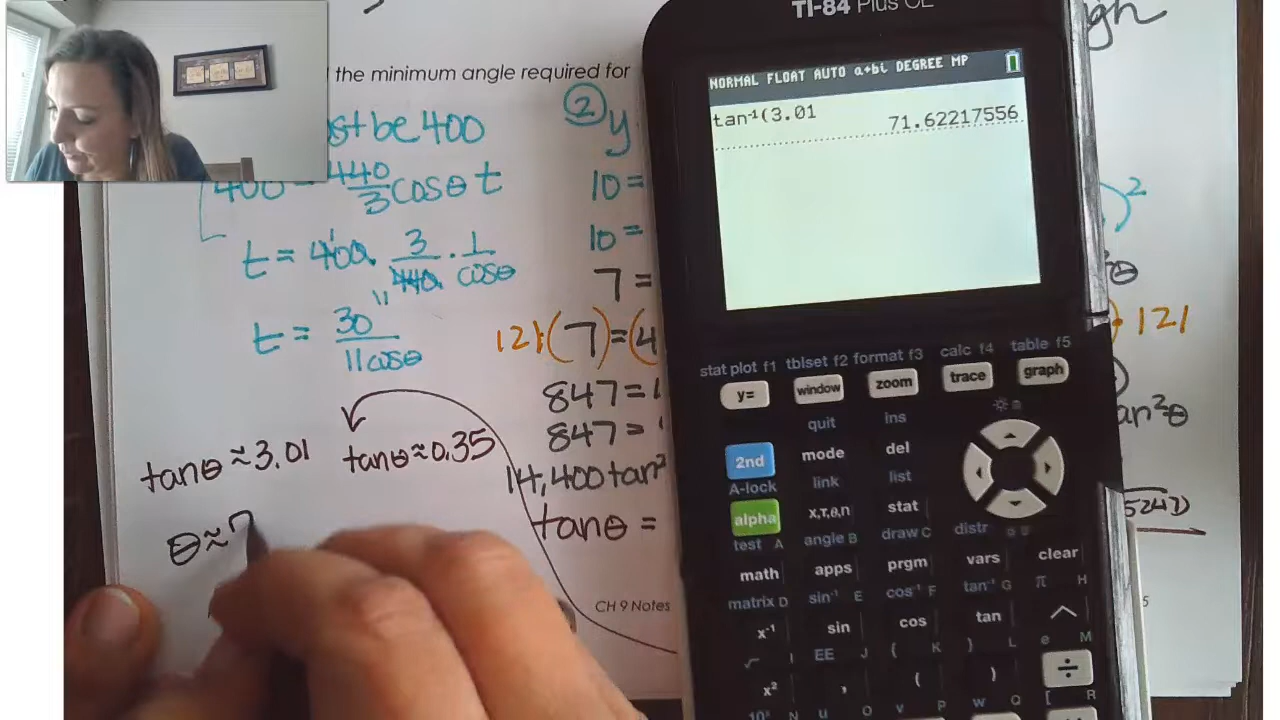 TI-84 Plus CE
the minimum angle required for
NORMAL FLOAT AUTO a+bi DEGREE MP
tan⁻¹(3.01
71.62217556
be 400
400 = 440/3 cosθ t
t = 400 · 3/440 · 1/cosθ
t = 30/11cosθ
② y
10 =
10 =
7 =
121·(7) = (4
· 121
847 =
847 =
14,400tan²
tanθ =
tan²θ
tanθ ≈ 3.01
tanθ ≈ 0.35
θ ≈ 7
CH 9 Notes
stat plot f1 tblset f2 format f3 calc f4 table f5
y= window zoom trace graph
quit ins
2nd mode del
A-lock link list
alpha x,T,θ,n stat
test A angle B draw C distr
math apps prgm vars clear
matrix D sin⁻¹ E cos⁻¹ F tan⁻¹ G π H
x⁻¹ sin cos tan ^
√ I EE J { K } L e M
x² , ( ) ÷
10ˣ N u O v P w Q [ R